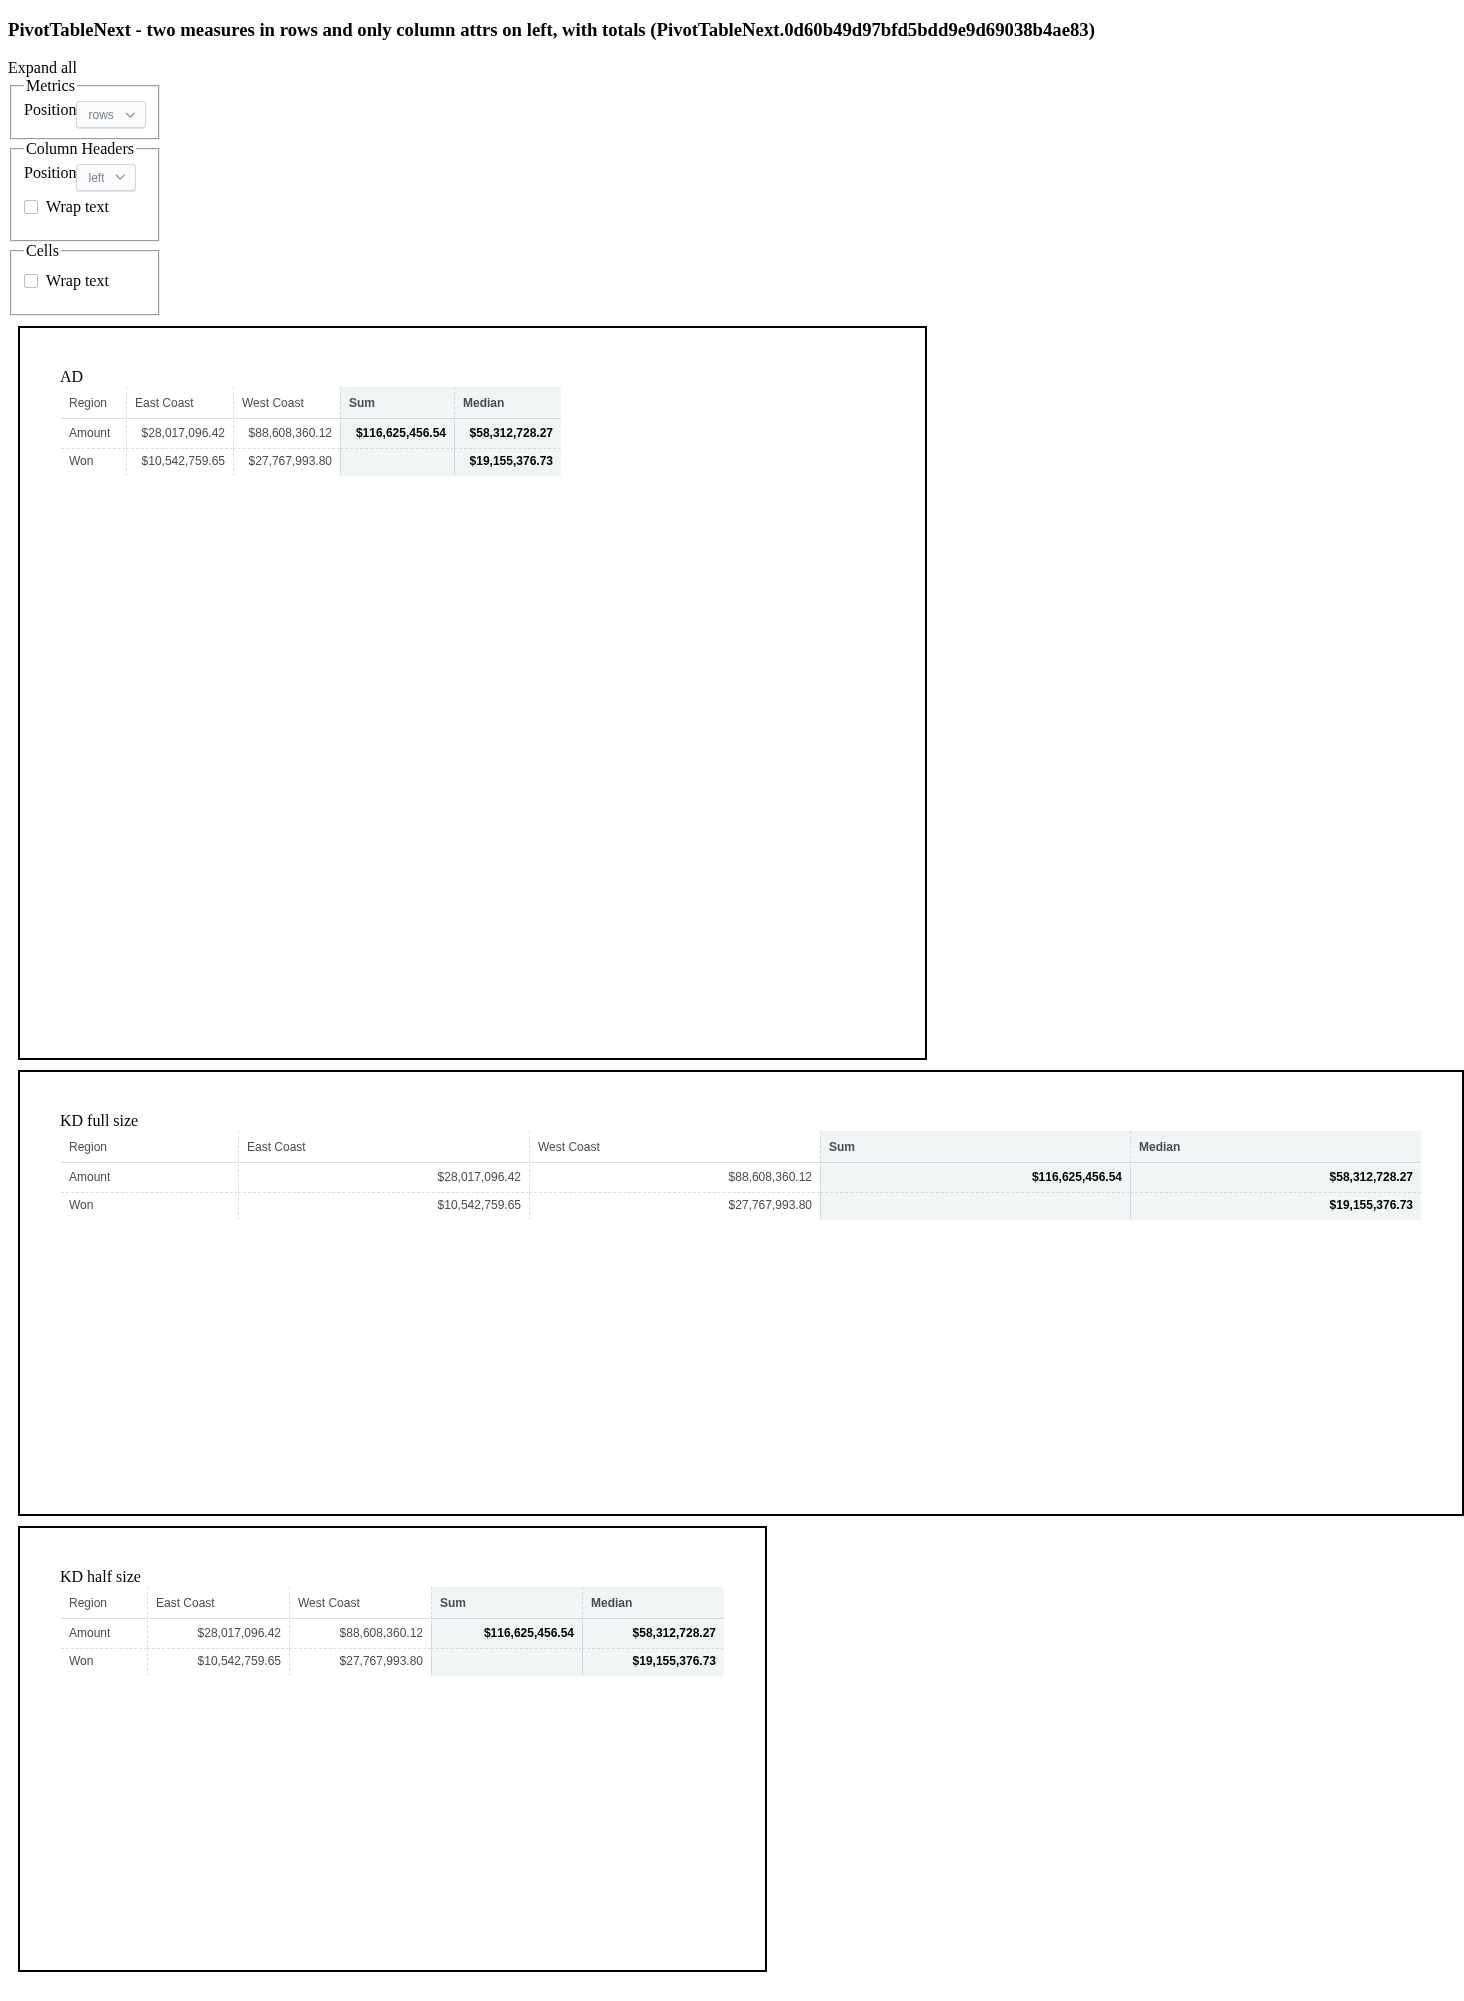 PivotTableNext - two measures in rows and only column attrs on left, with totals (PivotTableNext.0d60b49d97bfd5bdd9e9d69038b4ae83)
Expand all
Metrics
Position rows
Column Headers
Position left
Wrap text
Cells
Wrap text
AD
Region East Coast West Coast Sum Median
Amount $28,017,096.42 $88,608,360.12 $116,625,456.54 $58,312,728.27
Won $10,542,759.65 $27,767,993.80 $19,155,376.73
KD full size
Region East Coast West Coast Sum Median
Amount $28,017,096.42 $88,608,360.12 $116,625,456.54 $58,312,728.27
Won $10,542,759.65 $27,767,993.80 $19,155,376.73
KD half size
Region East Coast West Coast Sum Median
Amount $28,017,096.42 $88,608,360.12 $116,625,456.54 $58,312,728.27
Won $10,542,759.65 $27,767,993.80 $19,155,376.73